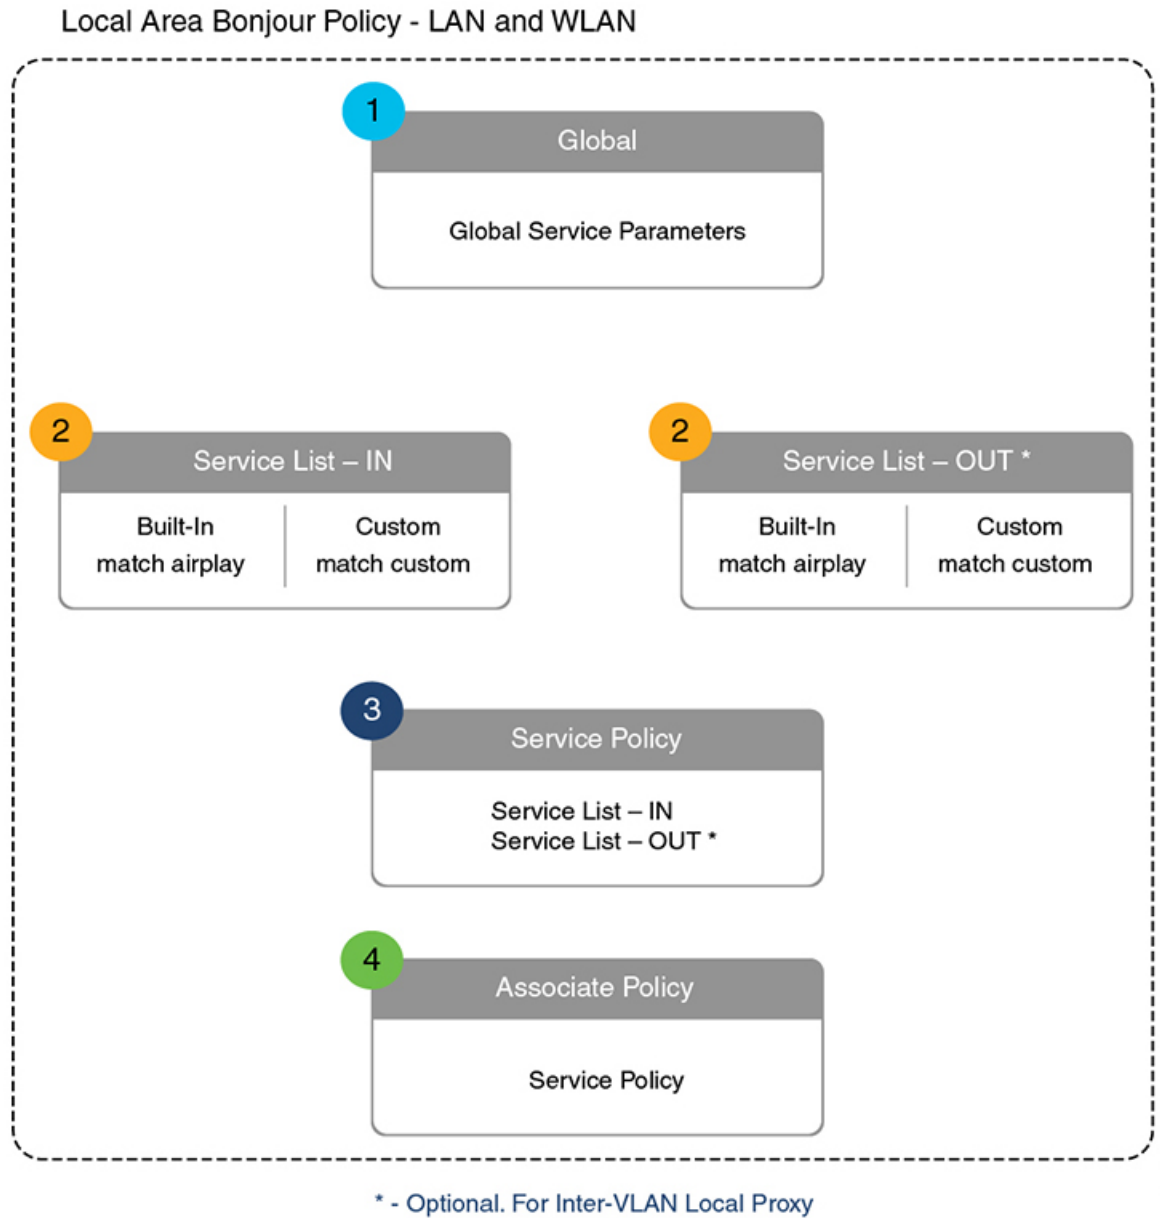 Local Area Bonjour Policy - LAN and WLAN
1
Global
Global Service Parameters
2
Service List – IN
Built-In
match airplay
Custom
match custom
2
Service List – OUT *
Built-In
match airplay
Custom
match custom
3
Service Policy
Service List – IN
Service List – OUT *
4
Associate Policy
Service Policy
* - Optional. For Inter-VLAN Local Proxy